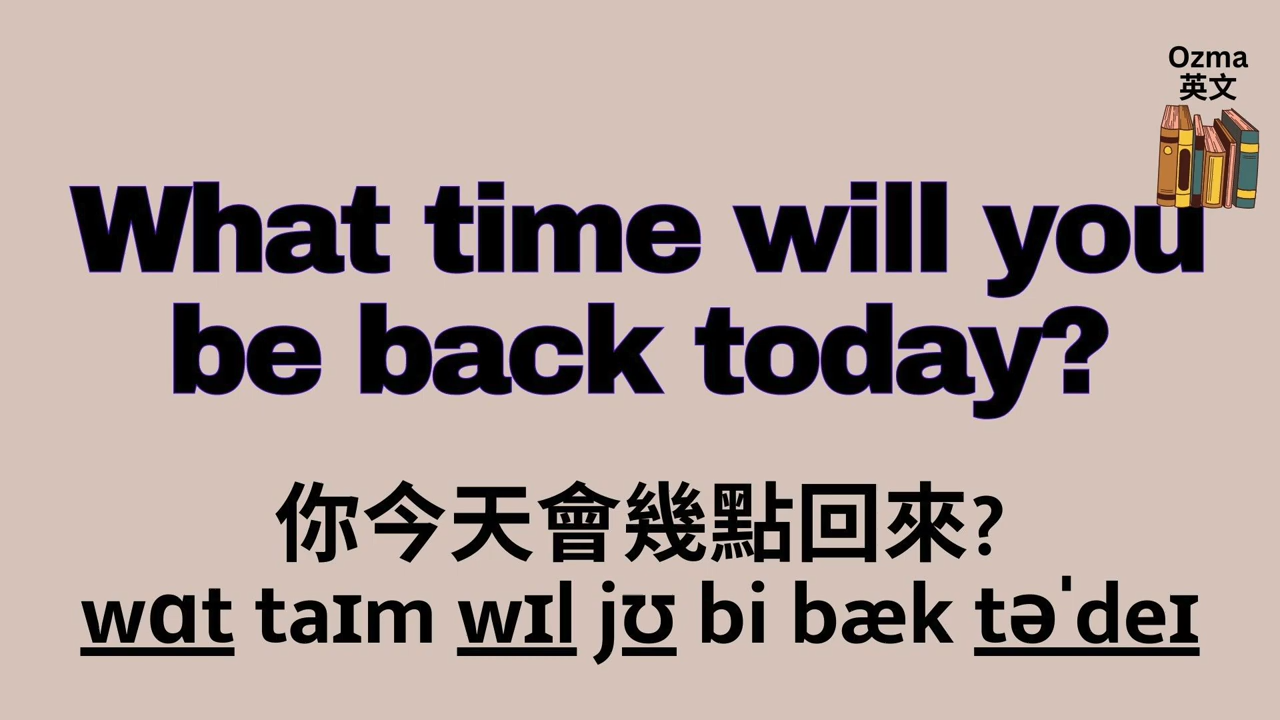 Ozma
英文
What time will you
be back today?
你今天會幾點回來?
wɑt taɪm wɪl jʊ bi bæk təˈdeɪ